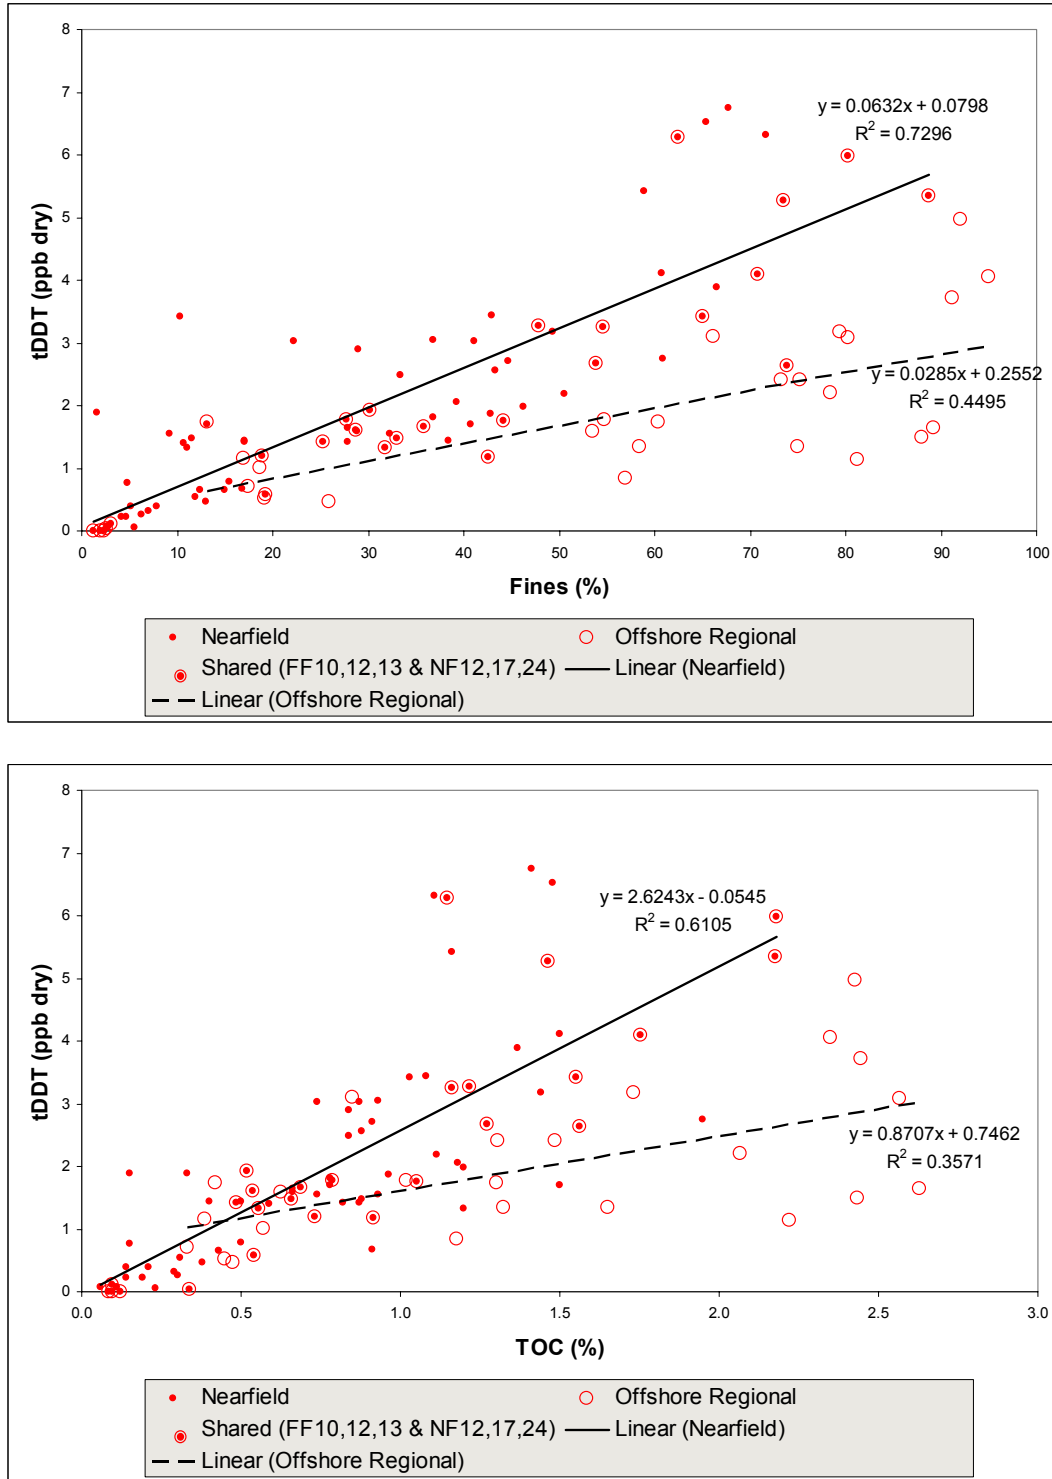 8
7
6
5
4
3
2
1
0
tDDT (ppb dry)
y = 0.0632x + 0.0798
R² = 0.7296
y = 0.0285x + 0.2552
R² = 0.4495
0 10 20 30 40 50 60 70 80 90 100
Fines (%)
Nearfield Offshore Regional
Shared (FF10,12,13 & NF12,17,24) Linear (Nearfield)
Linear (Offshore Regional)
8
7
6
5
4
3
2
1
0
tDDT (ppb dry)
y = 2.6243x - 0.0545
R² = 0.6105
y = 0.8707x + 0.7462
R² = 0.3571
0.0 0.5 1.0 1.5 2.0 2.5 3.0
TOC (%)
Nearfield Offshore Regional
Shared (FF10,12,13 & NF12,17,24) Linear (Nearfield)
Linear (Offshore Regional)